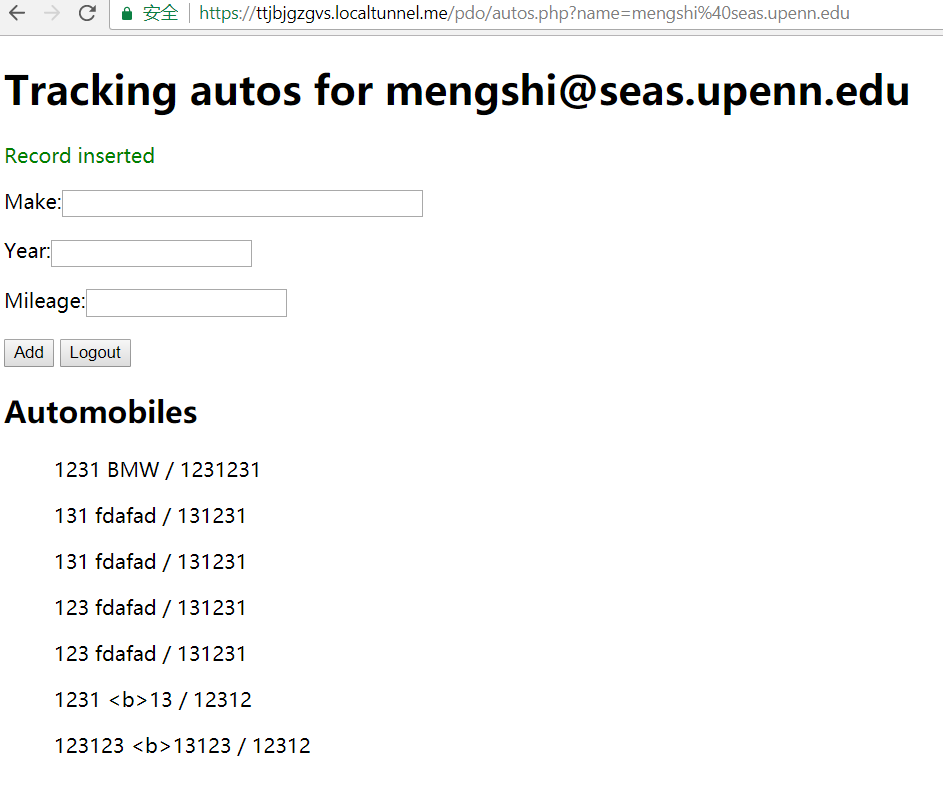 安全 https://ttjbjgzgvs.localtunnel.me/pdo/autos.php?name=mengshi%40seas.upenn.edu
Tracking autos for mengshi@seas.upenn.edu
Record inserted
Make:
Year:
Mileage:
Add Logout
Automobiles
1231 BMW / 1231231
131 fdafad / 131231
131 fdafad / 131231
123 fdafad / 131231
123 fdafad / 131231
1231 <b>13 / 12312
123123 <b>13123 / 12312